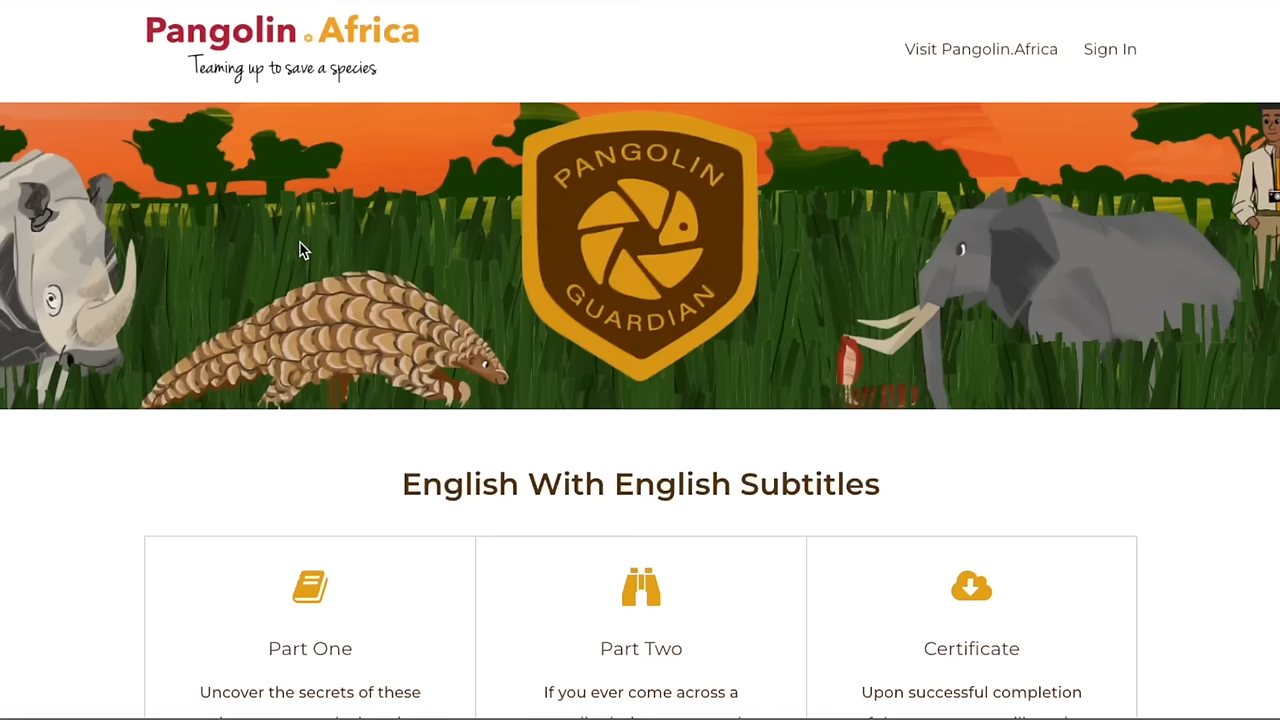 Pangolin.Africa
Teaming up to save a species
Visit Pangolin.Africa
Sign In
PANGOLIN
GUARDIAN
English With English Subtitles
Part One
Part Two
Certificate
Uncover the secrets of these
If you ever come across a
Upon successful completion